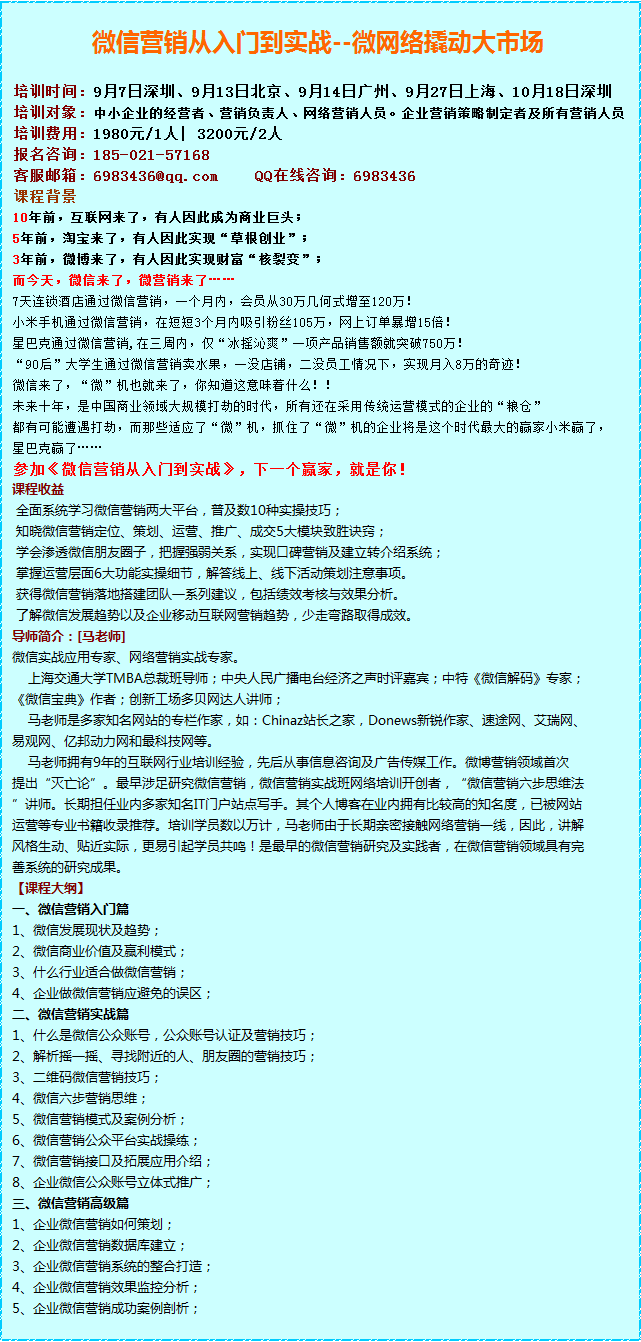 微信营销从入门到实战--微网络撬动大市场
培训时间：9月7日深圳、9月13日北京、9月14日广州、9月27日上海、10月18日深圳
培训对象：中小企业的经营者、营销负责人、网络营销人员。企业营销策略制定者及所有营销人员
培训费用：1980元/1人| 3200元/2人
报名咨询：185-021-57168
客服邮箱：6983436@qq.com QQ在线咨询：6983436
课程背景
10年前，互联网来了，有人因此成为商业巨头；
5年前，淘宝来了，有人因此实现“草根创业”；
3年前，微博来了，有人因此实现财富“核裂变”；
而今天，微信来了，微营销来了……
7天连锁酒店通过微信营销，一个月内，会员从30万几何式增至120万！
小米手机通过微信营销，在短短3个月内吸引粉丝105万，网上订单暴增15倍！
星巴克通过微信营销,在三周内，仅“冰摇沁爽”一项产品销售额就突破750万！
“90后”大学生通过微信营销卖水果，一没店铺，二没员工情况下，实现月入8万的奇迹！
微信来了，“微”机也就来了，你知道这意味着什么！！
未来十年，是中国商业领域大规模打劫的时代，所有还在采用传统运营模式的企业的“粮仓”
都有可能遭遇打劫，而那些适应了“微”机，抓住了“微”机的企业将是这个时代最大的赢家小米赢了，
星巴克赢了……
参加《微信营销从入门到实战》，下一个赢家，就是你！
课程收益
全面系统学习微信营销两大平台，普及数10种实操技巧；
知晓微信营销定位、策划、运营、推广、成交5大模块致胜诀窍；
学会渗透微信朋友圈子，把握强弱关系，实现口碑营销及建立转介绍系统；
掌握运营层面6大功能实操细节，解答线上、线下活动策划注意事项。
获得微信营销落地搭建团队一系列建议，包括绩效考核与效果分析。
了解微信发展趋势以及企业移动互联网营销趋势，少走弯路取得成效。
导师简介：[马老师]
微信实战应用专家、网络营销实战专家。
上海交通大学TMBA总裁班导师；中央人民广播电台经济之声时评嘉宾；中特《微信解码》专家；
《微信宝典》作者；创新工场多贝网达人讲师；
马老师是多家知名网站的专栏作家，如：Chinaz站长之家，Donews新锐作家、速途网、艾瑞网、
易观网、亿邦动力网和最科技网等。
马老师拥有9年的互联网行业培训经验，先后从事信息咨询及广告传媒工作。微博营销领域首次
提出“灭亡论”。最早涉足研究微信营销，微信营销实战班网络培训开创者，“微信营销六步思维法
”讲师。长期担任业内多家知名IT门户站点写手。其个人博客在业内拥有比较高的知名度，已被网站
运营等专业书籍收录推荐。培训学员数以万计，马老师由于长期亲密接触网络营销一线，因此，讲解
风格生动、贴近实际，更易引起学员共鸣！是最早的微信营销研究及实践者，在微信营销领域具有完
善系统的研究成果。
【课程大纲】
一、微信营销入门篇
1、微信发展现状及趋势；
2、微信商业价值及赢利模式；
3、什么行业适合做微信营销；
4、企业做微信营销应避免的误区；
二、微信营销实战篇
1、什么是微信公众账号，公众账号认证及营销技巧；
2、解析摇一摇、寻找附近的人、朋友圈的营销技巧；
3、二维码微信营销技巧；
4、微信六步营销思维；
5、微信营销模式及案例分析；
6、微信营销公众平台实战操练；
7、微信营销接口及拓展应用介绍；
8、企业微信公众账号立体式推广；
三、微信营销高级篇
1、企业微信营销如何策划；
2、企业微信营销数据库建立；
3、企业微信营销系统的整合打造；
4、企业微信营销效果监控分析；
5、企业微信营销成功案例剖析；